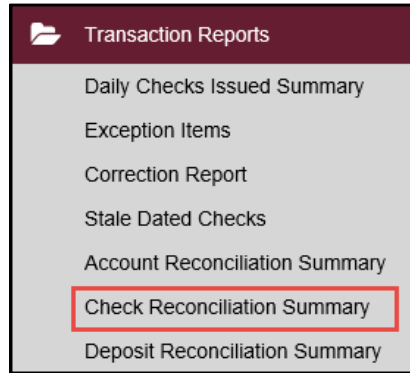 Transaction Reports
Daily Checks Issued Summary
Exception Items
Correction Report
Stale Dated Checks
Account Reconciliation Summary
Check Reconciliation Summary
Deposit Reconciliation Summary